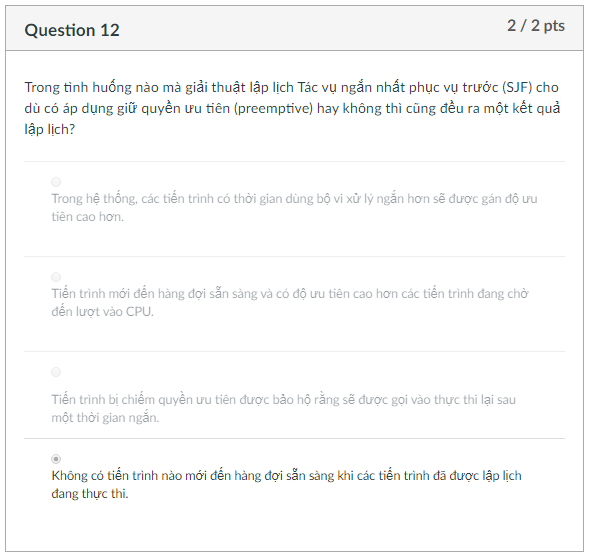 Question 12
2 / 2 pts
Trong tình huống nào mà giải thuật lập lịch Tác vụ ngắn nhất phục vụ trước (SJF) cho
dù có áp dụng giữ quyền ưu tiên (preemptive) hay không thì cũng đều ra một kết quả
lập lịch?
Trong hệ thống, các tiến trình có thời gian dùng bộ vi xử lý ngắn hơn sẽ được gán độ ưu
tiên cao hơn.
Tiến trình mới đến hàng đợi sẵn sàng và có độ ưu tiên cao hơn các tiến trình đang chờ
đến lượt vào CPU.
Tiến trình bị chiếm quyền ưu tiên được bảo hộ rằng sẽ được gọi vào thực thi lại sau
một thời gian ngắn.
Không có tiến trình nào mới đến hàng đợi sẵn sàng khi các tiến trình đã được lập lịch
đang thực thi.